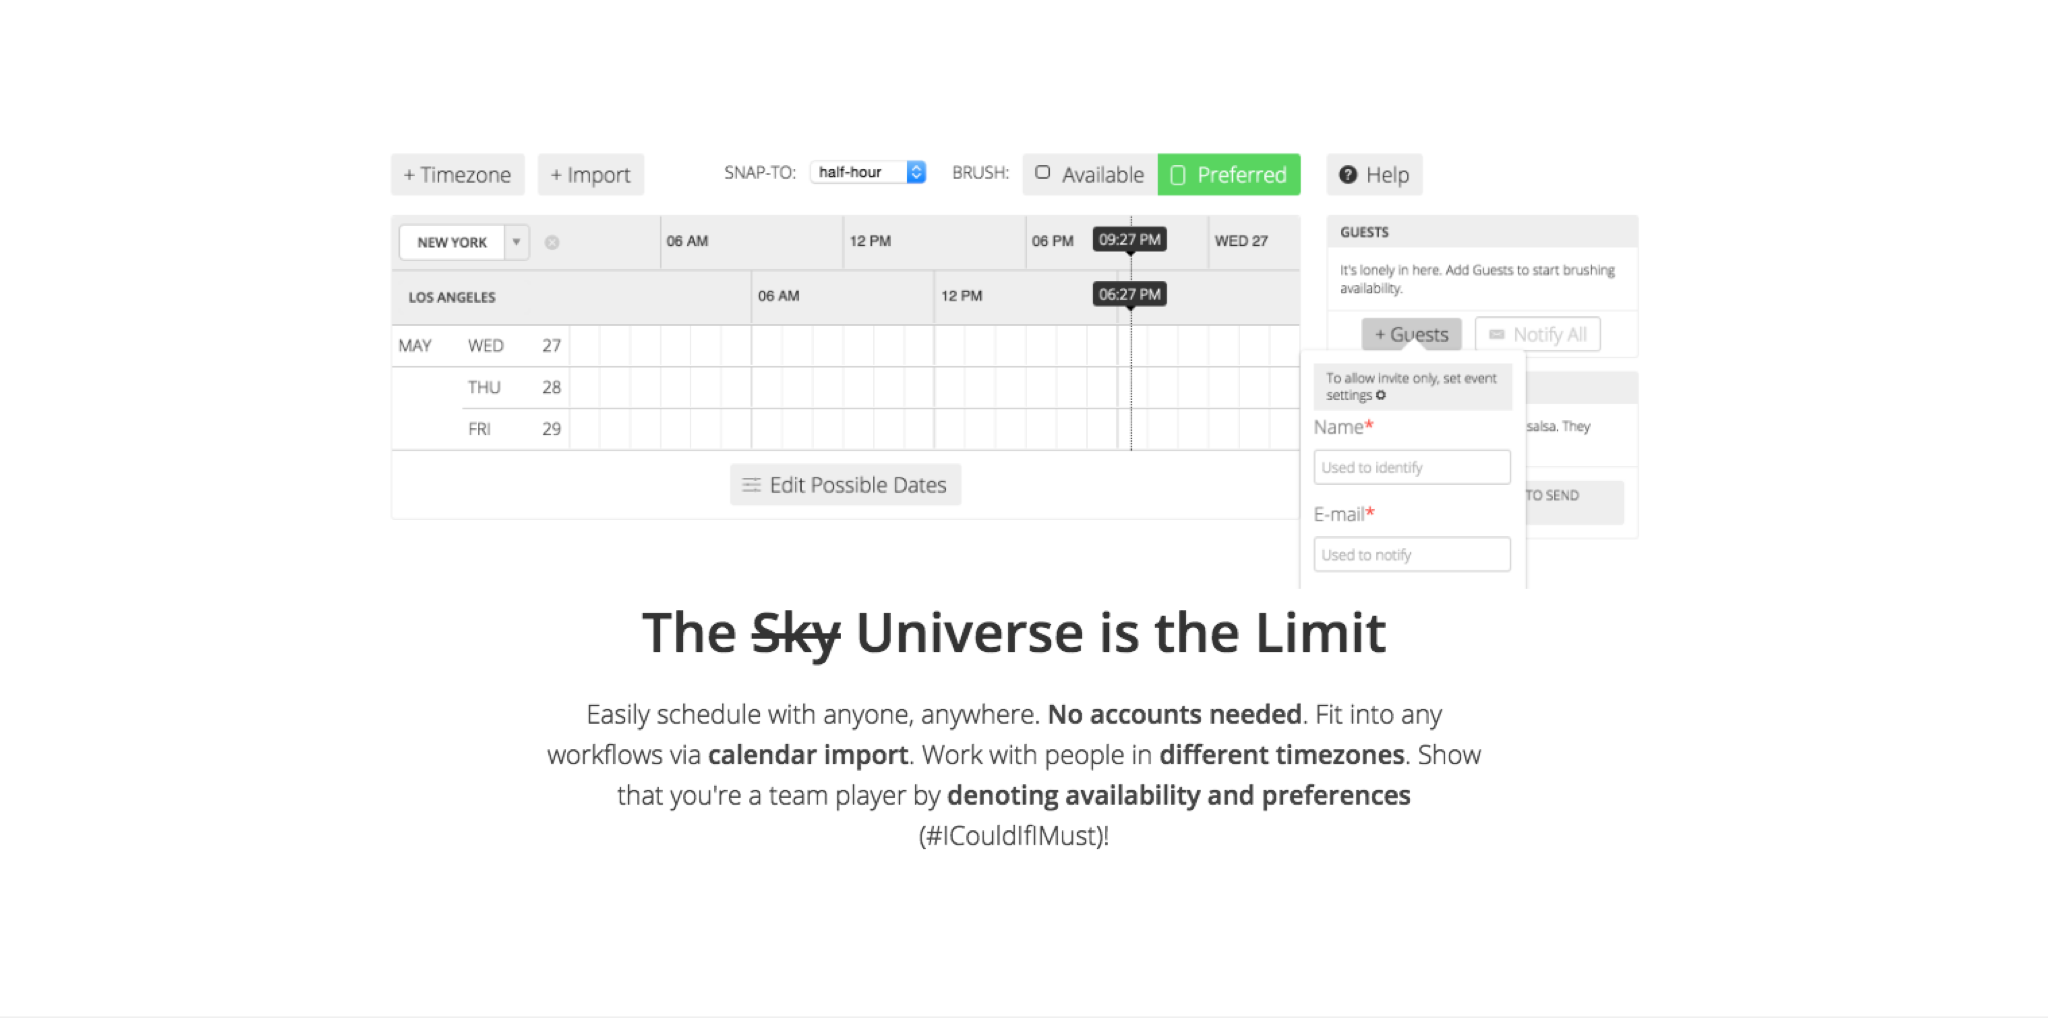 + Timezone + Import SNAP-TO: half-hour BRUSH: Available Preferred Help
NEW YORK 06 AM 12 PM 06 PM 09:27 PM WED 27
LOS ANGELES 06 AM 12 PM 06:27 PM
MAY WED 27
THU 28
FRI 29
Edit Possible Dates
GUESTS
It's lonely in here. Add Guests to start brushing
availability.
+ Guests Notify All
To allow invite only, set event
settings
Name*
Used to identify
E-mail*
Used to notify
salsa. They
TO SEND
The Sky Universe is the Limit
Easily schedule with anyone, anywhere. No accounts needed. Fit into any
workflows via calendar import. Work with people in different timezones. Show
that you're a team player by denoting availability and preferences
(#ICouldIfIMust)!